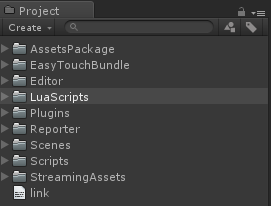 Project
Create
AssetsPackage
EasyTouchBundle
Editor
LuaScripts
Plugins
Reporter
Scenes
Scripts
StreamingAssets
link